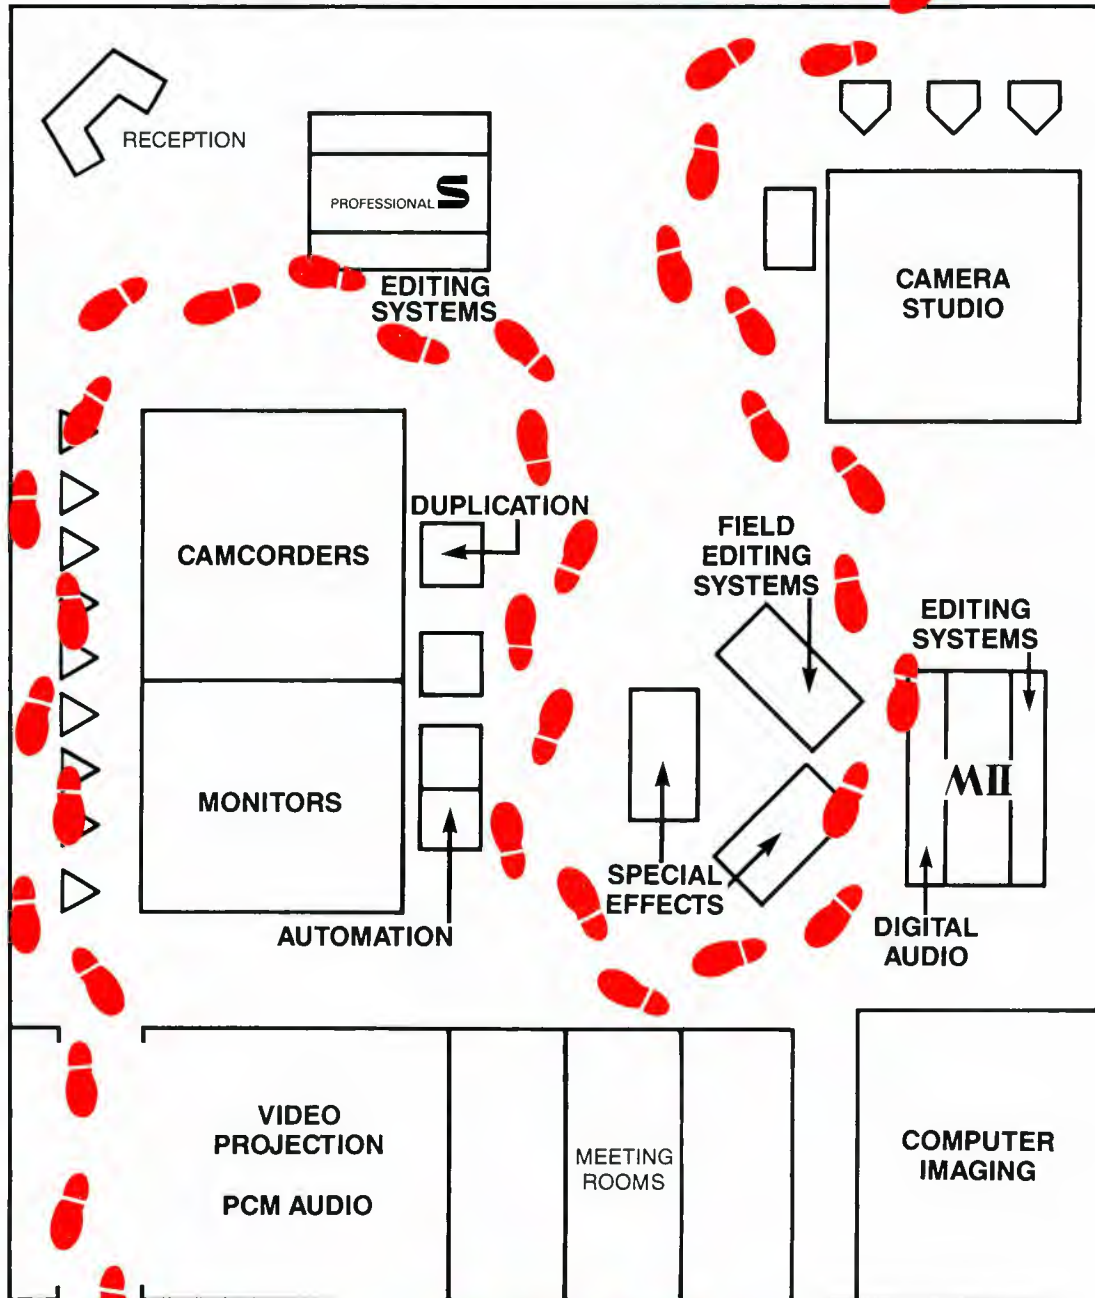 RECEPTION
PROFESSIONAL S
EDITING
SYSTEMS
CAMERA
STUDIO
DUPLICATION
CAMCORDERS
FIELD
EDITING
SYSTEMS
EDITING
SYSTEMS
MII
MONITORS
SPECIAL
EFFECTS
AUTOMATION
DIGITAL
AUDIO
VIDEO
PROJECTION
PCM AUDIO
MEETING
ROOMS
COMPUTER
IMAGING